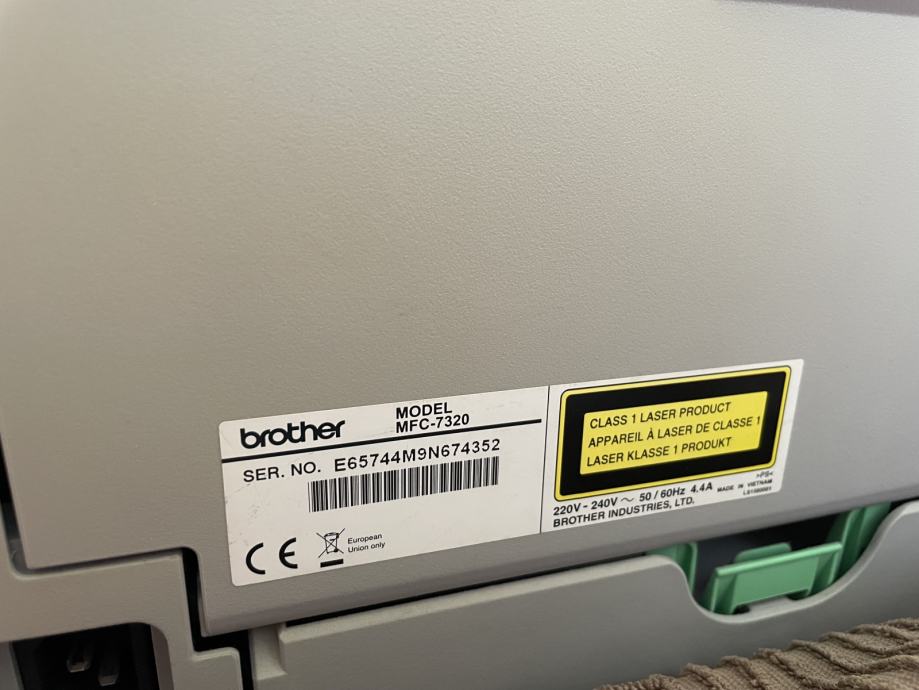 brother
MODEL
MFC-7320
SER. NO. E65744M9N674352
European
Union only
CE
CLASS 1 LASER PRODUCT
APPAREIL À LASER DE CLASSE 1
LASER KLASSE 1 PRODUKT
>PS<
220V - 240V ~ 50 / 60Hz 4.4A MADE IN VIETNAM
BROTHER INDUSTRIES, LTD.